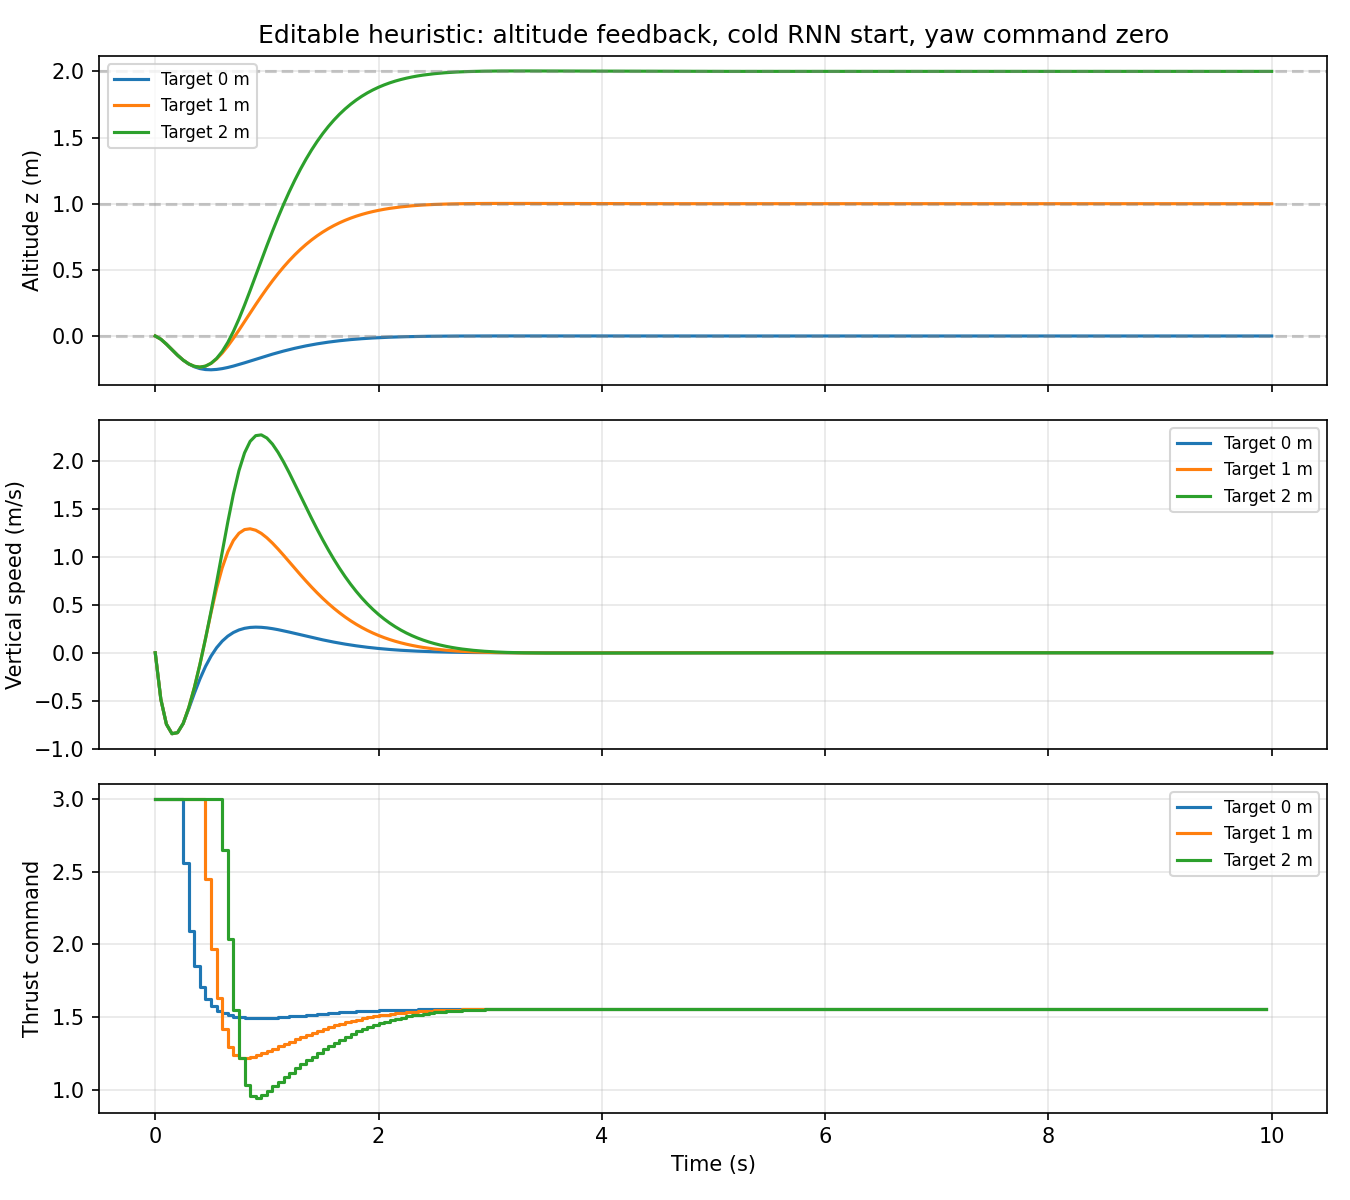 Editable heuristic: altitude feedback, cold RNN start, yaw command zero
Altitude z (m)
2.0
1.5
1.0
0.5
0.0
Target 0 m
Target 1 m
Target 2 m
Vertical speed (m/s)
2.0
1.5
1.0
0.5
0.0
−0.5
−1.0
Target 0 m
Target 1 m
Target 2 m
Thrust command
3.0
2.5
2.0
1.5
1.0
Target 0 m
Target 1 m
Target 2 m
0 2 4 6 8 10
Time (s)